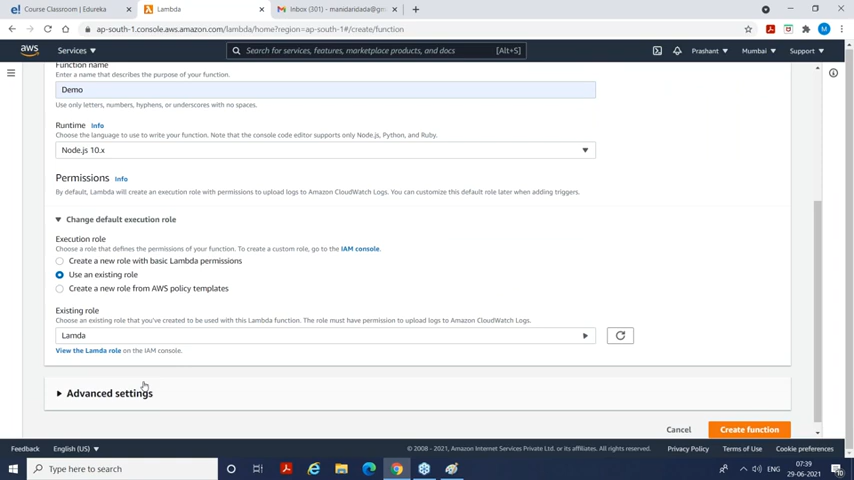 Course Classroom | Edureka
Lambda
Inbox (301) - manidandada@gm
ap-south-1.console.aws.amazon.com/lambda/home?region=ap-south-1#/create/function
aws
Services
Search for services, features, marketplace products, and docs
[Alt+S]
Prashant
Mumbai
Support
Function name
Enter a name that describes the purpose of your function.
Demo
Use only letters, numbers, hyphens, or underscores with no spaces.
Runtime Info
Choose the language to use to write your function. Note that the console code editor supports only Node.js, Python, and Ruby.
Node.js 10.x
Permissions Info
By default, Lambda will create an execution role with permissions to upload logs to Amazon CloudWatch Logs. You can customize this default role later when adding triggers.
Change default execution role
Execution role
Choose a role that defines the permissions of your function. To create a custom role, go to the IAM console.
Create a new role with basic Lambda permissions
Use an existing role
Create a new role from AWS policy templates
Existing role
Choose an existing role that you've created to be used with this Lambda function. The role must have permission to upload logs to Amazon CloudWatch Logs.
Lamda
View the Lamda role on the IAM console.
Advanced settings
Cancel
Create function
Feedback
English (US)
© 2008 - 2021, Amazon Internet Services Private Ltd. or its affiliates. All rights reserved.
Privacy Policy
Terms of Use
Cookie preferences
Type here to search
ENG
07:39
29-06-2021